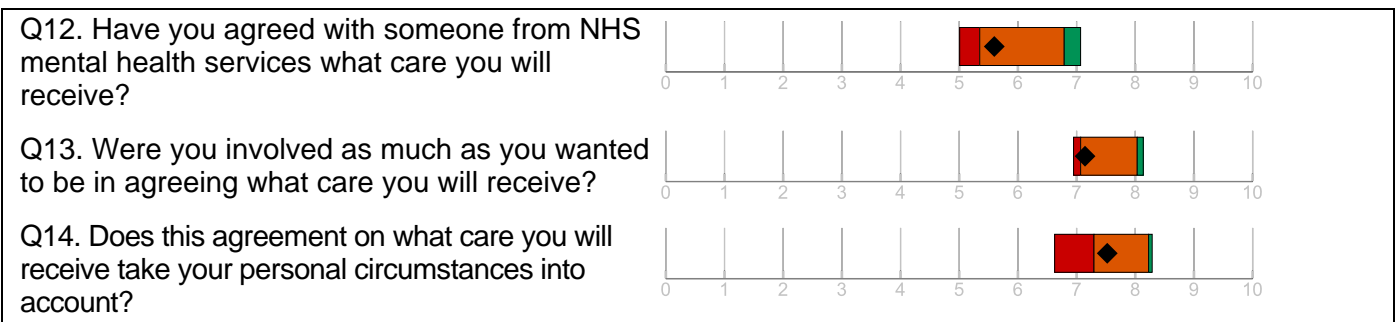 Q12. Have you agreed with someone from NHS
mental health services what care you will
receive?
0 1 2 3 4 5 6 7 8 9 10
Q13. Were you involved as much as you wanted
to be in agreeing what care you will receive?
0 1 2 3 4 5 6 7 8 9 10
Q14. Does this agreement on what care you will
receive take your personal circumstances into
account?
0 1 2 3 4 5 6 7 8 9 10